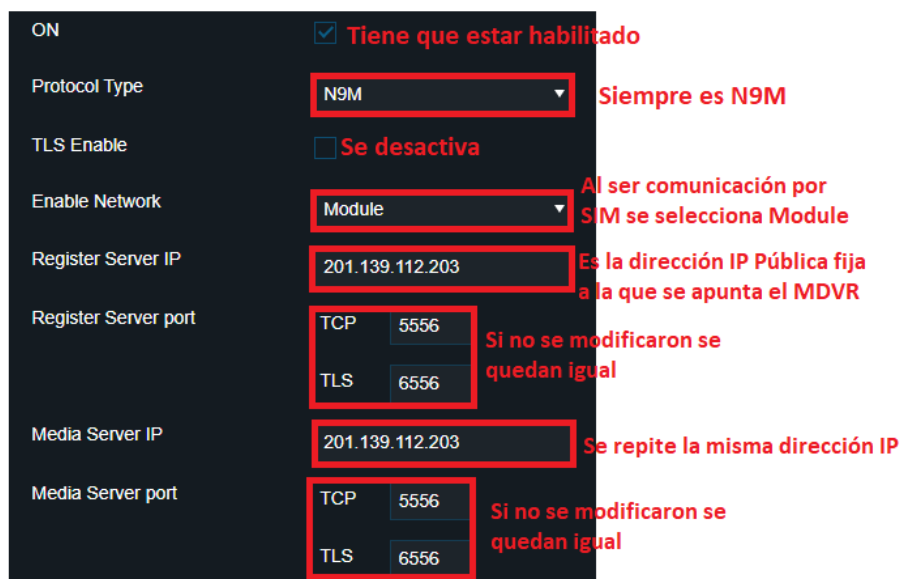 ON Tiene que estar habilitado
Protocol Type N9M Siempre es N9M
TLS Enable Se desactiva
Enable Network Module Al ser comunicación por
SIM se selecciona Module
Register Server IP 201.139.112.203 Es la dirección IP Pública fija
a la que se apunta el MDVR
Register Server port TCP 5556 Si no se modificaron se
quedan igual
TLS 6556
Media Server IP 201.139.112.203 Se repite la misma dirección IP
Media Server port TCP 5556 Si no se modificaron se
quedan igual
TLS 6556